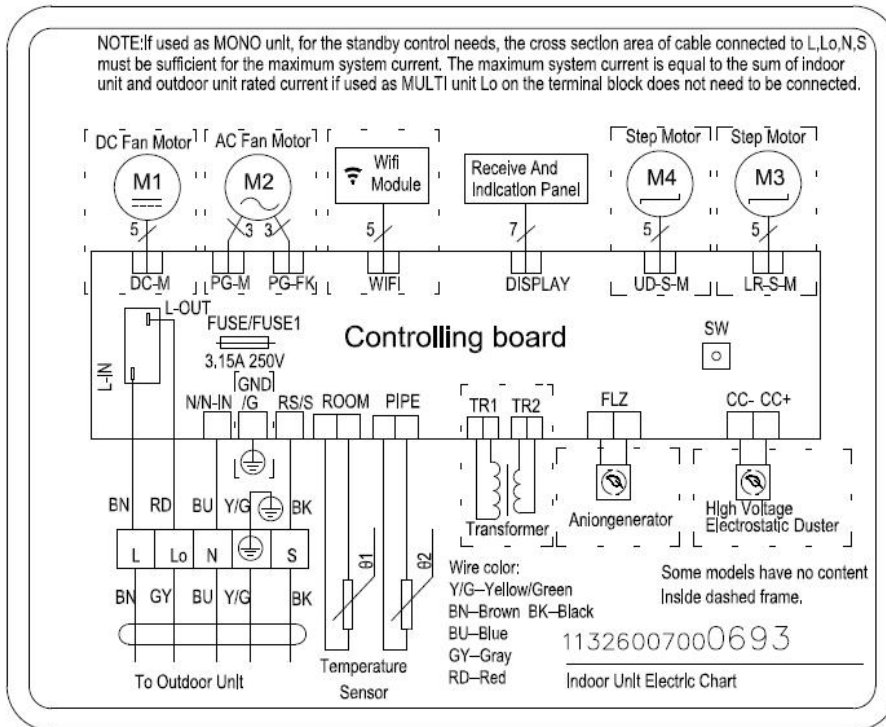 NOTE:If used as MONO unit, for the standby control needs, the cross section area of cable connected to L,Lo,N,S
must be sufficient for the maximum system current. The maximum system current is equal to the sum of indoor
unit and outdoor unit rated current if used as MULTI unit Lo on the terminal block does not need to be connected.
DC Fan Motor AC Fan Motor Step Motor Step Motor
M1 M2 Wifi Module Receive And Indication Panel M4 M3
5 3 3 5 7 5 5
DC-M PG-M PG-FK WIFI DISPLAY UD-S-M LR-S-M
L-OUT
L-IN
FUSE/FUSE1
3.15A 250V
Controlling board
SW
N/N-IN GND/G RS/S ROOM PIPE TR1 TR2 FLZ CC- CC+
BN RD BU Y/G BK
L Lo N S
BN GY BU Y/G BK
To Outdoor Unit
θ1 θ2
Temperature
Sensor
Transformer
Aniongenerator
High Voltage
Electrostatic Duster
Wire color:
Y/G–Yellow/Green
BN–Brown BK–Black
BU–Blue
GY–Gray
RD–Red
Some models have no content
Inside dashed frame.
11326007000693
Indoor Unit Electric Chart